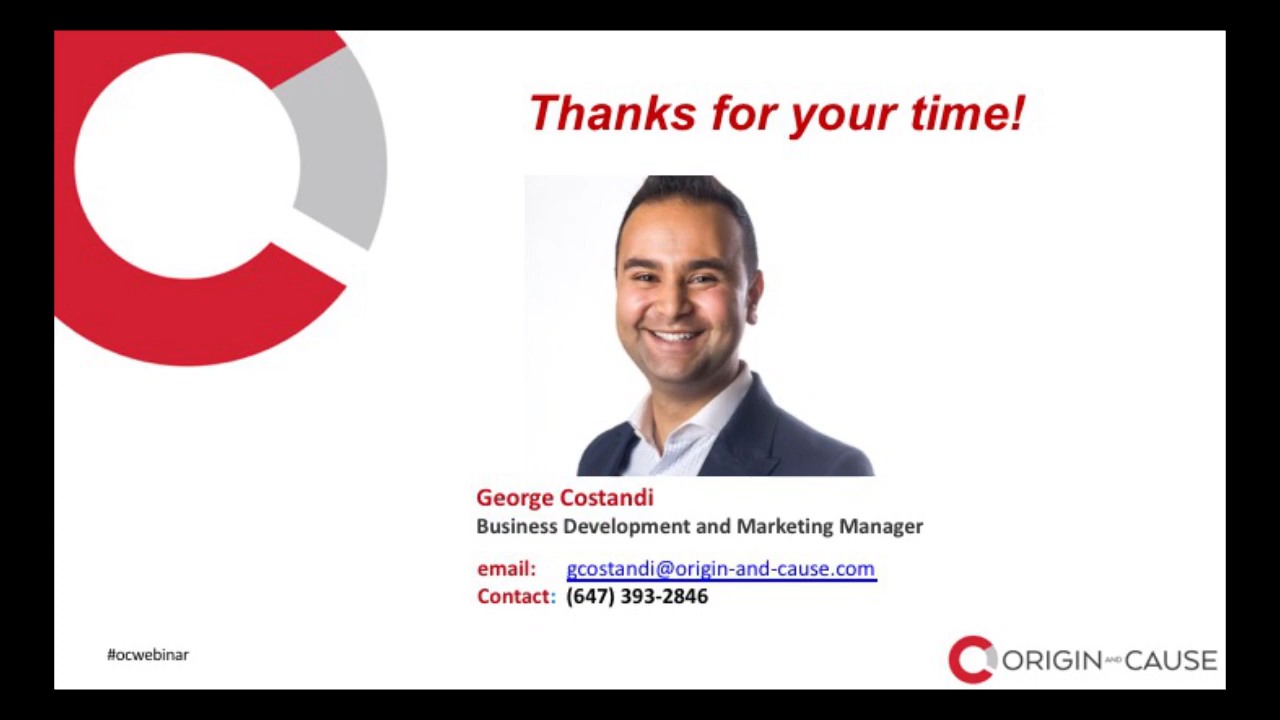 Thanks for your time!
George Costandi
Business Development and Marketing Manager
email: gcostandi@origin-and-cause.com
Contact: (647) 393-2846
#ocwebinar
ORIGIN AND CAUSE